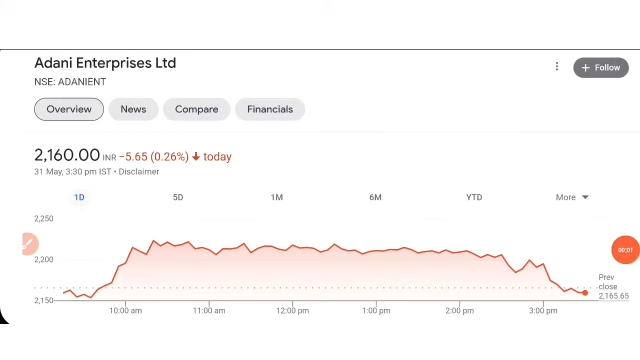 Adani Enterprises Ltd
NSE: ADANIENT
+ Follow
Overview News Compare Financials
2,160.00 INR −5.65 (0.26%) ↓ today
31 May, 3:30 pm IST • Disclaimer
1D 5D 1M 6M YTD More
2,250
2,200
2,150
00:01
Prev
close
2,165.65
10:00 am 11:00 am 12:00 pm 1:00 pm 2:00 pm 3:00 pm